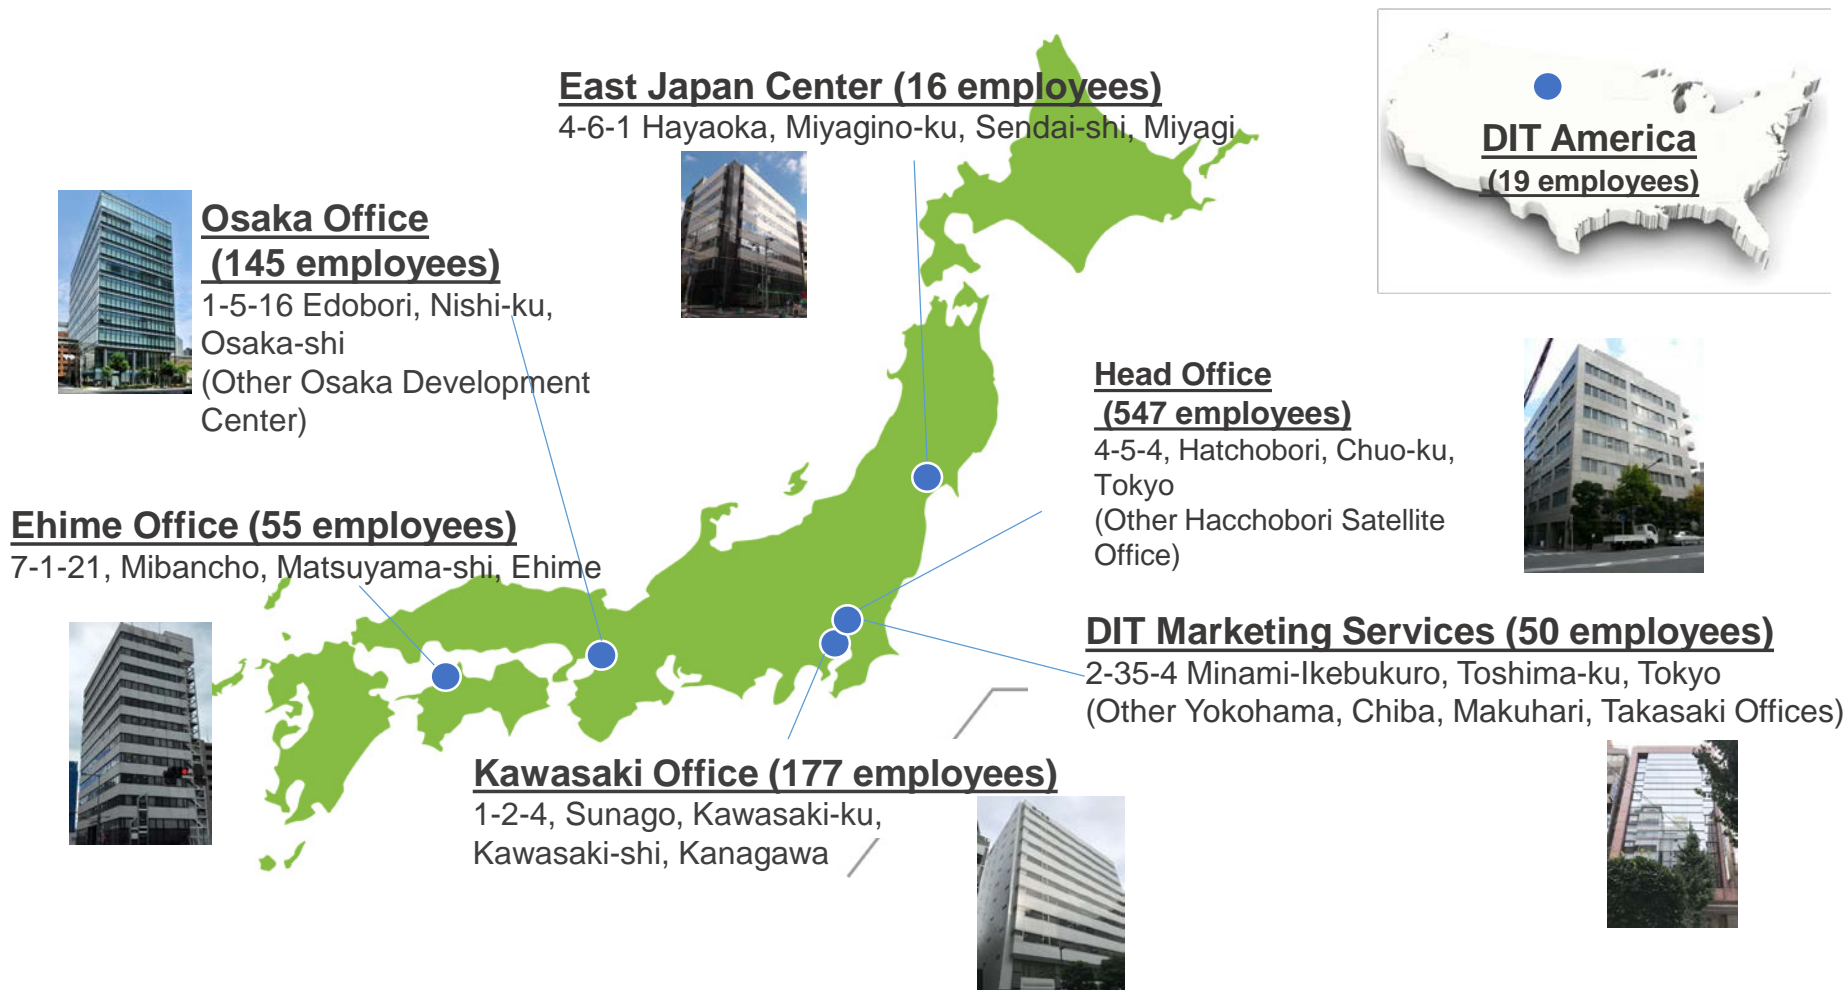 East Japan Center (16 employees)
4-6-1 Hayaoka, Miyagino-ku, Sendai-shi, Miyagi
DIT America
(19 employees)
Osaka Office
(145 employees)
1-5-16 Edobori, Nishi-ku,
Osaka-shi
(Other Osaka Development
Center)
Head Office
(547 employees)
4-5-4, Hatchobori, Chuo-ku,
Tokyo
(Other Hacchobori Satellite
Office)
Ehime Office (55 employees)
7-1-21, Mibancho, Matsuyama-shi, Ehime
DIT Marketing Services (50 employees)
2-35-4 Minami-Ikebukuro, Toshima-ku, Tokyo
(Other Yokohama, Chiba, Makuhari, Takasaki Offices)
Kawasaki Office (177 employees)
1-2-4, Sunago, Kawasaki-ku,
Kawasaki-shi, Kanagawa